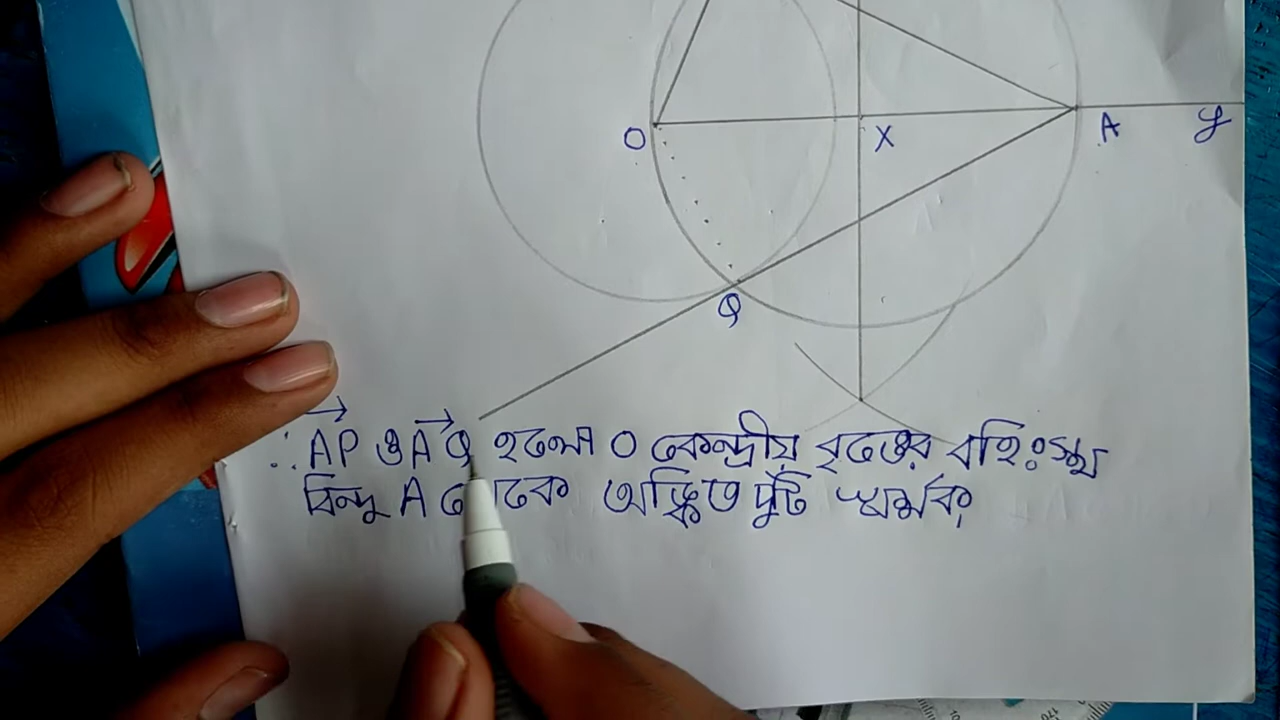 O
X
A
y
Q
∴ AP ও AQ হলো O কেন্দ্রীয় বৃত্তের বহিঃস্থ
বিন্দু A থেকে অঙ্কিত দুটি স্পর্শক